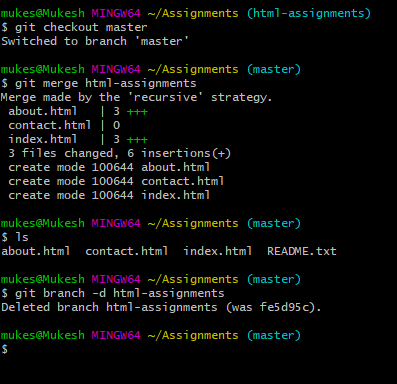 mukes@Mukesh MINGW64 ~/Assignments (html-assignments)
$ git checkout master
Switched to branch 'master'
mukes@Mukesh MINGW64 ~/Assignments (master)
$ git merge html-assignments
Merge made by the 'recursive' strategy.
 about.html   | 3 +++
 contact.html | 0
 index.html   | 3 +++
 3 files changed, 6 insertions(+)
 create mode 100644 about.html
 create mode 100644 contact.html
 create mode 100644 index.html
mukes@Mukesh MINGW64 ~/Assignments (master)
$ ls
about.html  contact.html  index.html  README.txt
mukes@Mukesh MINGW64 ~/Assignments (master)
$ git branch -d html-assignments
Deleted branch html-assignments (was fe5d95c).
mukes@Mukesh MINGW64 ~/Assignments (master)
$